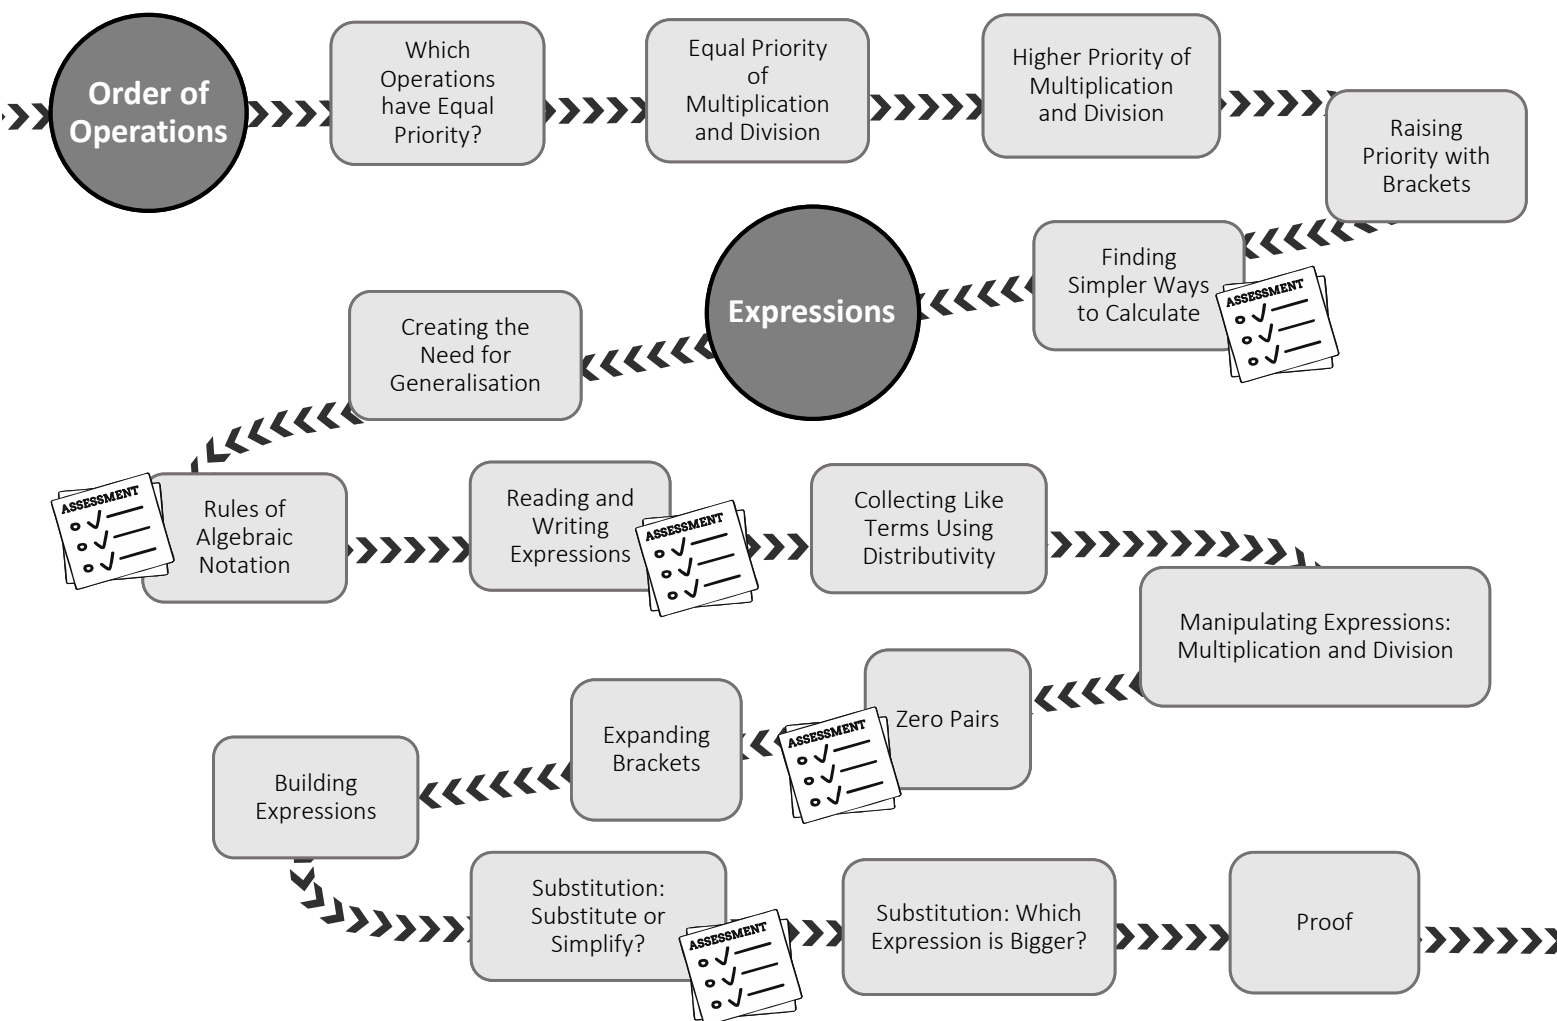 Order of
Operations
Which
Operations
have Equal
Priority?
Equal Priority
of
Multiplication
and Division
Higher Priority of
Multiplication
and Division
Raising
Priority with
Brackets
Finding
Simpler Ways
to Calculate
ASSESSMENT
Expressions
Creating the
Need for
Generalisation
ASSESSMENT
Rules of
Algebraic
Notation
Reading and
Writing
Expressions
ASSESSMENT
Collecting Like
Terms Using
Distributivity
Manipulating Expressions:
Multiplication and Division
Zero Pairs
ASSESSMENT
Expanding
Brackets
Building
Expressions
Substitution:
Substitute or
Simplify?
ASSESSMENT
Substitution: Which
Expression is Bigger?
Proof